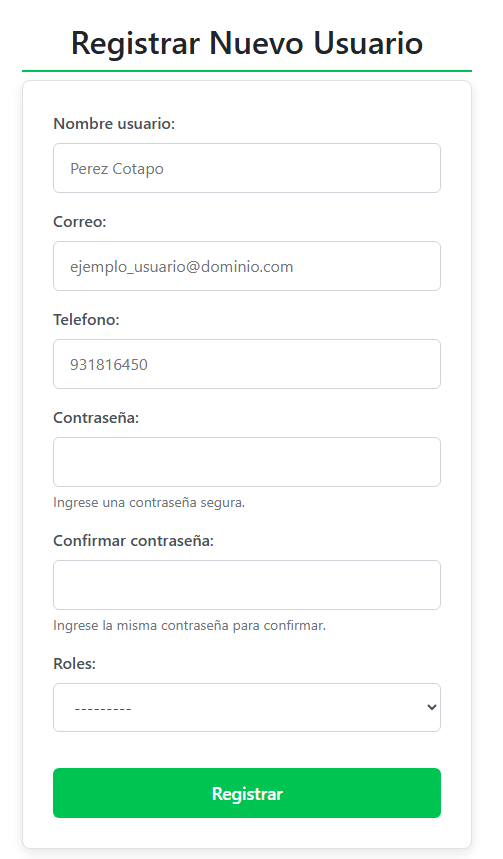 Registrar Nuevo Usuario
Nombre usuario:
Perez Cotapo
Correo:
ejemplo_usuario@dominio.com
Telefono:
931816450
Contraseña:
Ingrese una contraseña segura.
Confirmar contraseña:
Ingrese la misma contraseña para confirmar.
Roles:
---------
Registrar